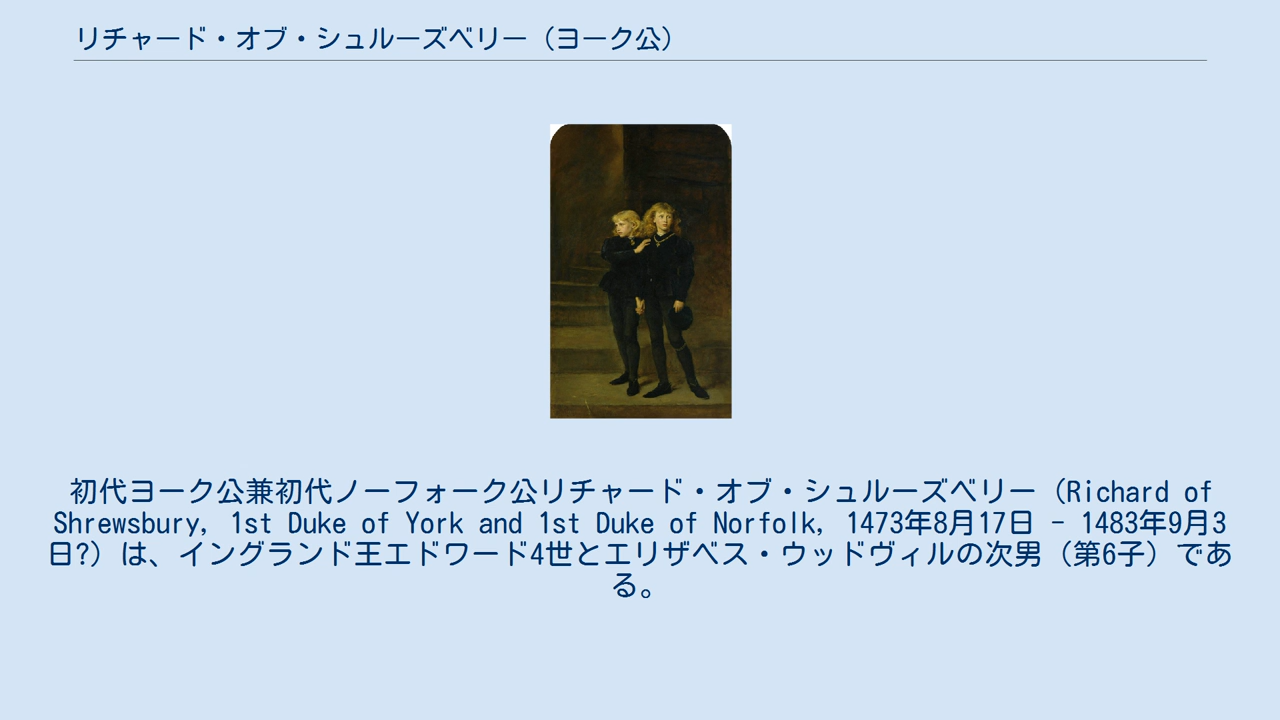 リチャード・オブ・シュルーズベリー（ヨーク公）
初代ヨーク公兼初代ノーフォーク公リチャード・オブ・シュルーズベリー（Richard of
Shrewsbury, 1st Duke of York and 1st Duke of Norfolk, 1473年8月17日 - 1483年9月3
日?）は、イングランド王エドワード4世とエリザベス・ウッドヴィルの次男（第6子）であ
る。